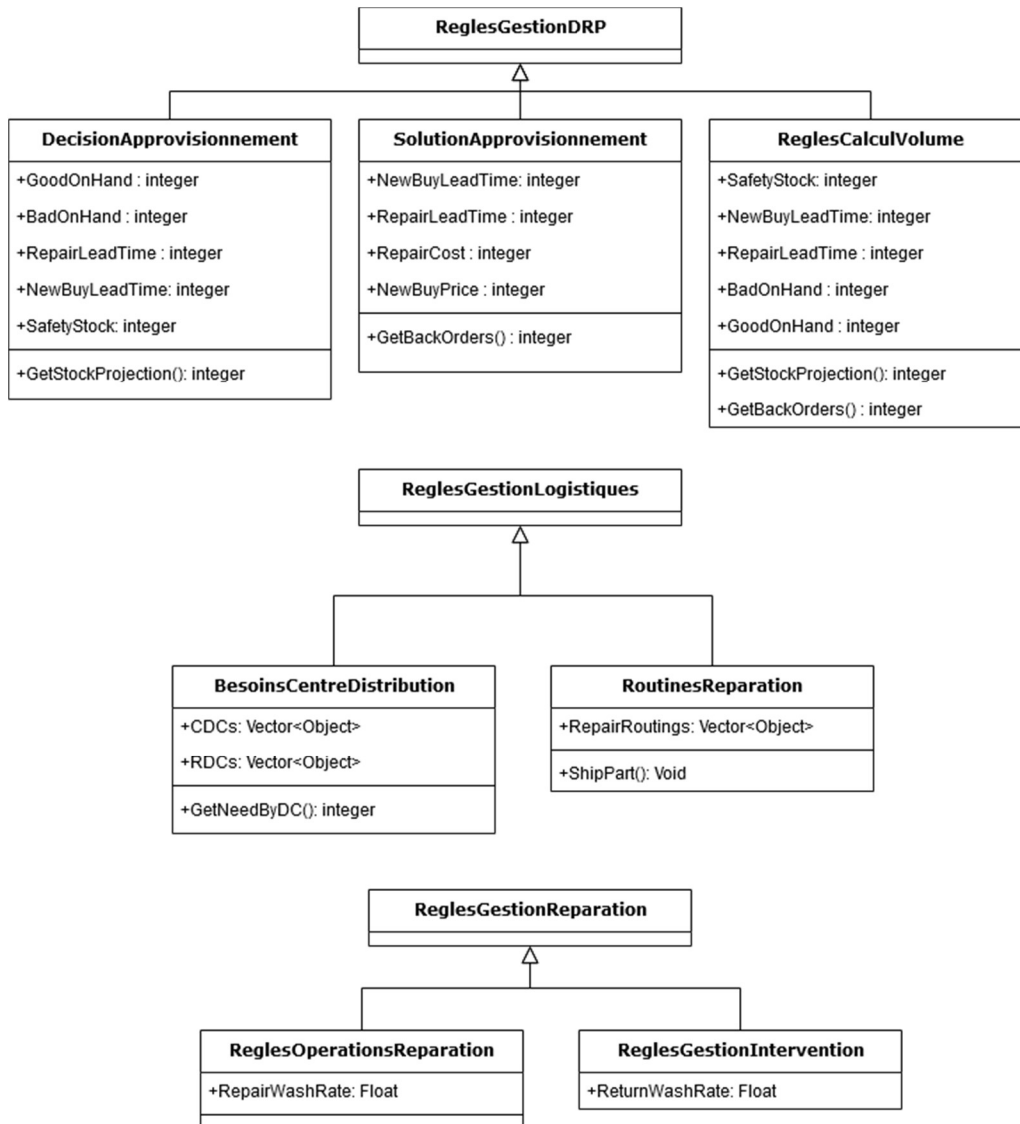 ReglesGestionDRP
DecisionApprovisionnement
+GoodOnHand : integer
+BadOnHand : integer
+RepairLeadTime : integer
+NewBuyLeadTime: integer
+SafetyStock: integer
+GetStockProjection(): integer
SolutionApprovisionnement
+NewBuyLeadTime: integer
+RepairLeadTime : integer
+RepairCost : integer
+NewBuyPrice : integer
+GetBackOrders() : integer
ReglesCalculVolume
+SafetyStock: integer
+NewBuyLeadTime: integer
+RepairLeadTime : integer
+BadOnHand : integer
+GoodOnHand : integer
+GetStockProjection(): integer
+GetBackOrders() : integer
ReglesGestionLogistiques
BesoinsCentreDistribution
+CDCs: Vector<Object>
+RDCs: Vector<Object>
+GetNeedByDC(): integer
RoutinesReparation
+RepairRoutings: Vector<Object>
+ShipPart(): Void
ReglesGestionReparation
ReglesOperationsReparation
+RepairWashRate: Float
ReglesGestionIntervention
+ReturnWashRate: Float